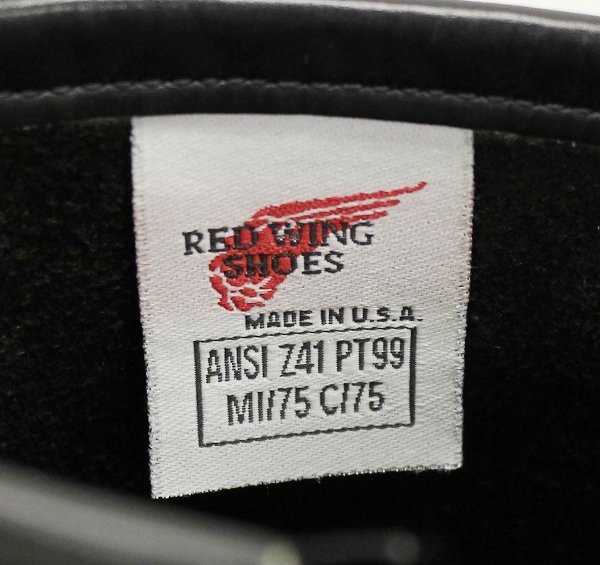 RED WING
SHOES
MADE IN U.S.A.
ANSI Z41 PT99
MI/75 C/75